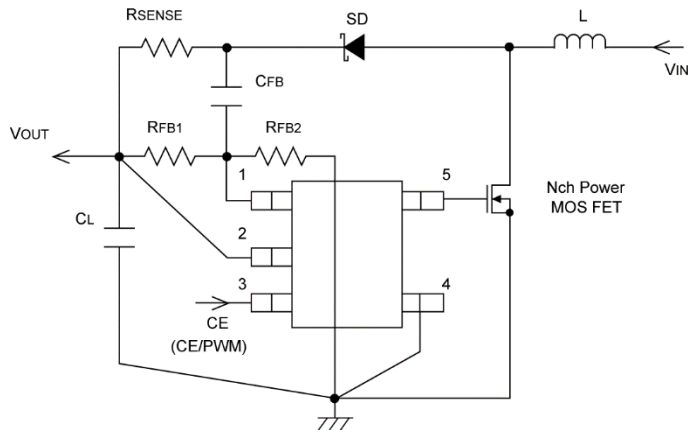 RSENSE
SD
L
VIN
CFB
VOUT
RFB1
RFB2
1
5
Nch Power
MOS FET
CL
2
3
4
CE
(CE/PWM)